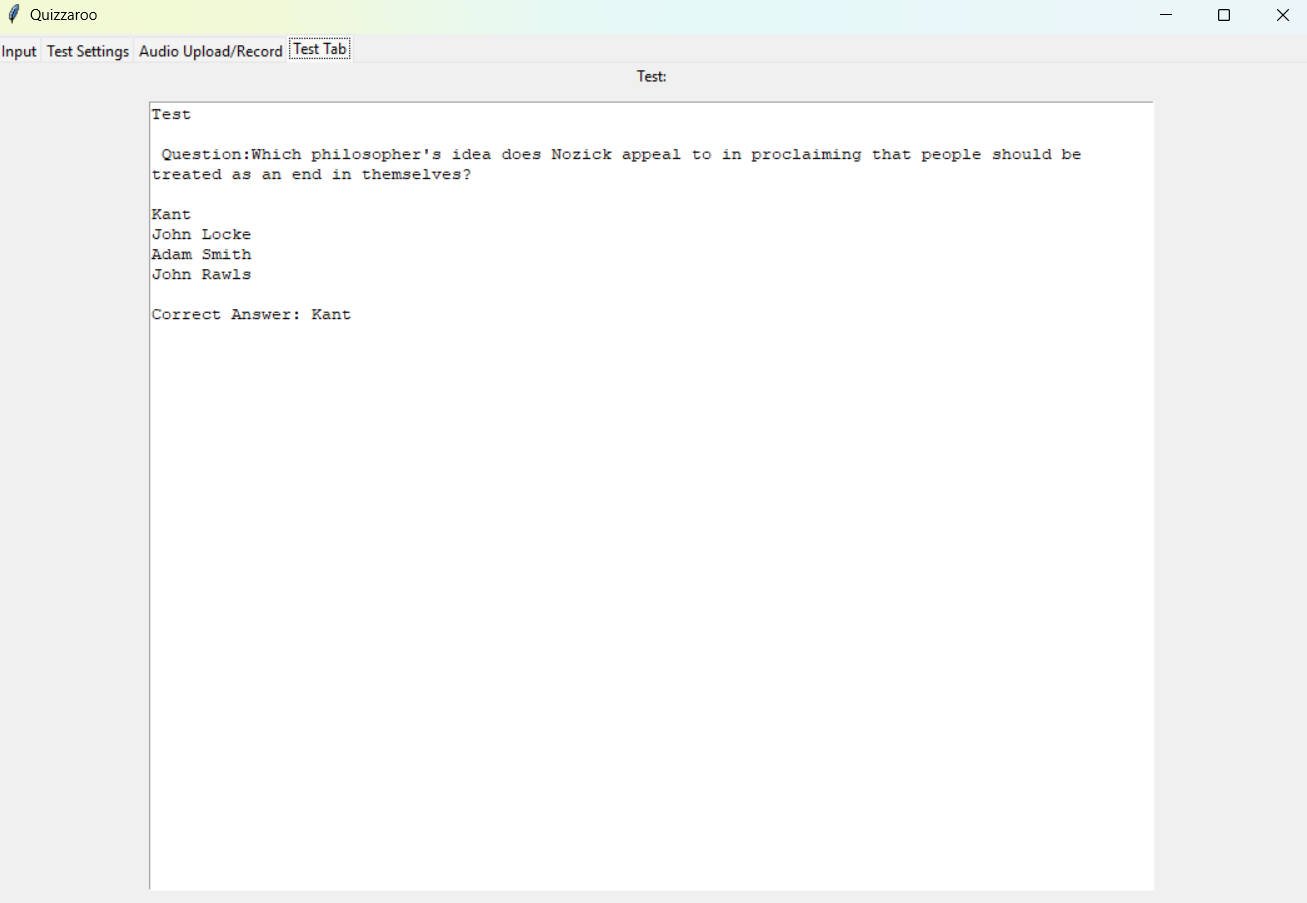 Quizzaroo
Input Test Settings Audio Upload/Record Test Tab
Test:
Test
Question:Which philosopher's idea does Nozick appeal to in proclaiming that people should be
treated as an end in themselves?
Kant
John Locke
Adam Smith
John Rawls
Correct Answer: Kant